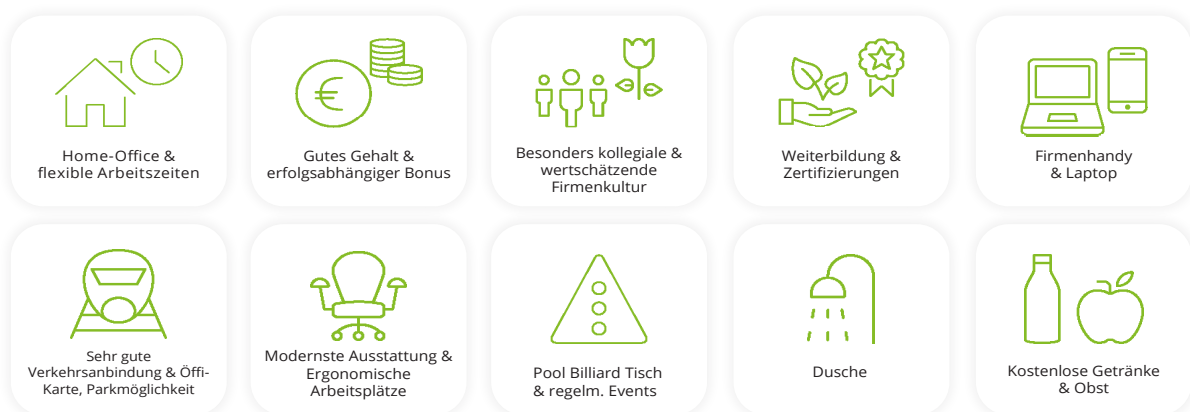 Home-Office &
flexible Arbeitszeiten
Gutes Gehalt &
erfolgsabhängiger Bonus
Besonders kollegiale &
wertschätzende
Firmenkultur
Weiterbildung &
Zertifizierungen
Firmenhandy
& Laptop
Sehr gute
Verkehrsanbindung & Öffi-
Karte, Parkmöglichkeit
Modernste Ausstattung &
Ergonomische
Arbeitsplätze
Pool Billiard Tisch
& regelm. Events
Dusche
Kostenlose Getränke
& Obst